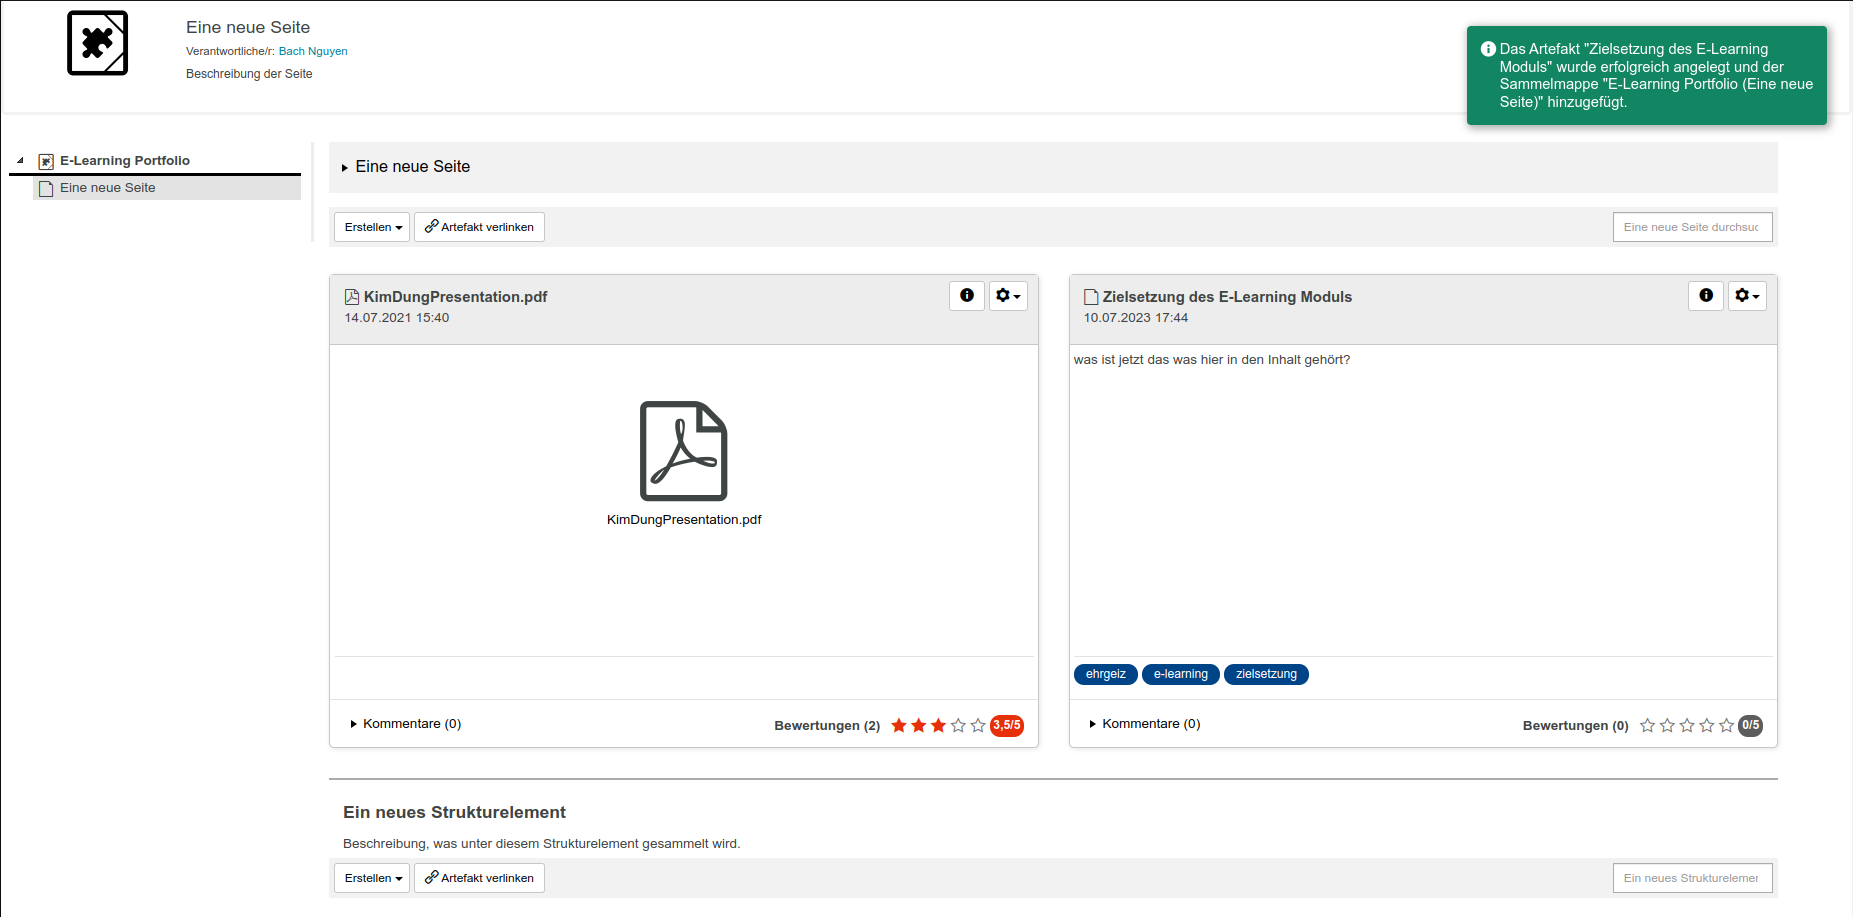 Eine neue Seite
Verantwortliche/r: Bach Nguyen
Beschreibung der Seite
Das Artefakt "Zielsetzung des E-Learning
Moduls" wurde erfolgreich angelegt und der
Sammelmappe "E-Learning Portfolio (Eine neue
Seite)" hinzugefügt.
E-Learning Portfolio
Eine neue Seite
Eine neue Seite
Erstellen
Artefakt verlinken
Eine neue Seite durchsuc
KimDungPresentation.pdf
14.07.2021 15:40
KimDungPresentation.pdf
Kommentare (0)
Bewertungen (2)
3,5/5
Zielsetzung des E-Learning Moduls
10.07.2023 17:44
was ist jetzt das was hier in den Inhalt gehört?
ehrgeiz
e-learning
zielsetzung
Kommentare (0)
Bewertungen (0)
0/5
Ein neues Strukturelement
Beschreibung, was unter diesem Strukturelement gesammelt wird.
Erstellen
Artefakt verlinken
Ein neues Strukturelemer